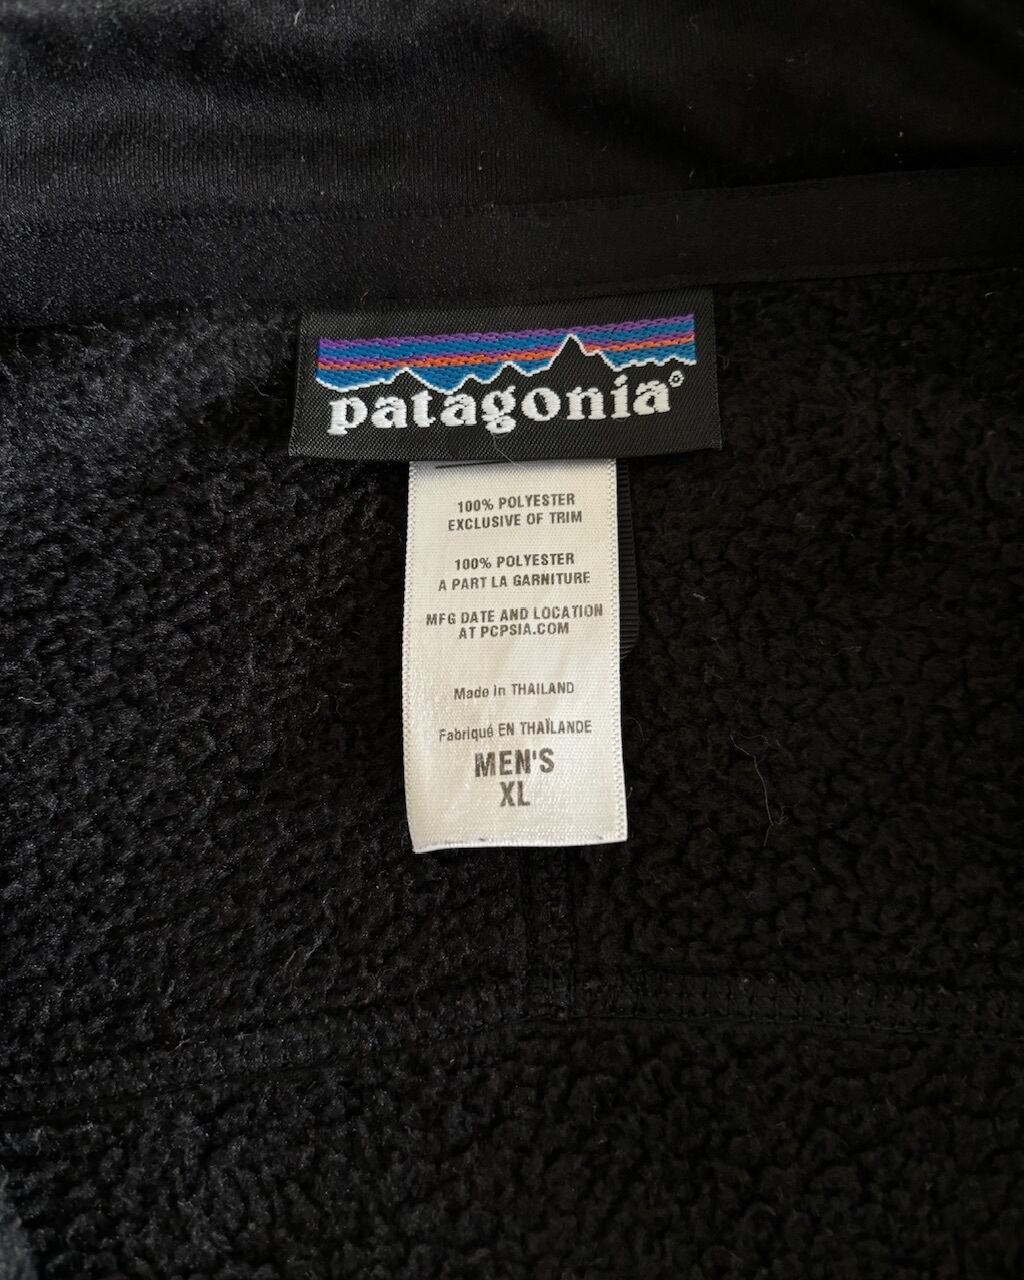 patagonia®
100% POLYESTER
EXCLUSIVE OF TRIM
100% POLYESTER
A PART LA GARNITURE
MFG DATE AND LOCATION
AT PCPSIA.COM
Made in THAILAND
Fabriqué EN THAÏLANDE
MEN'S
XL